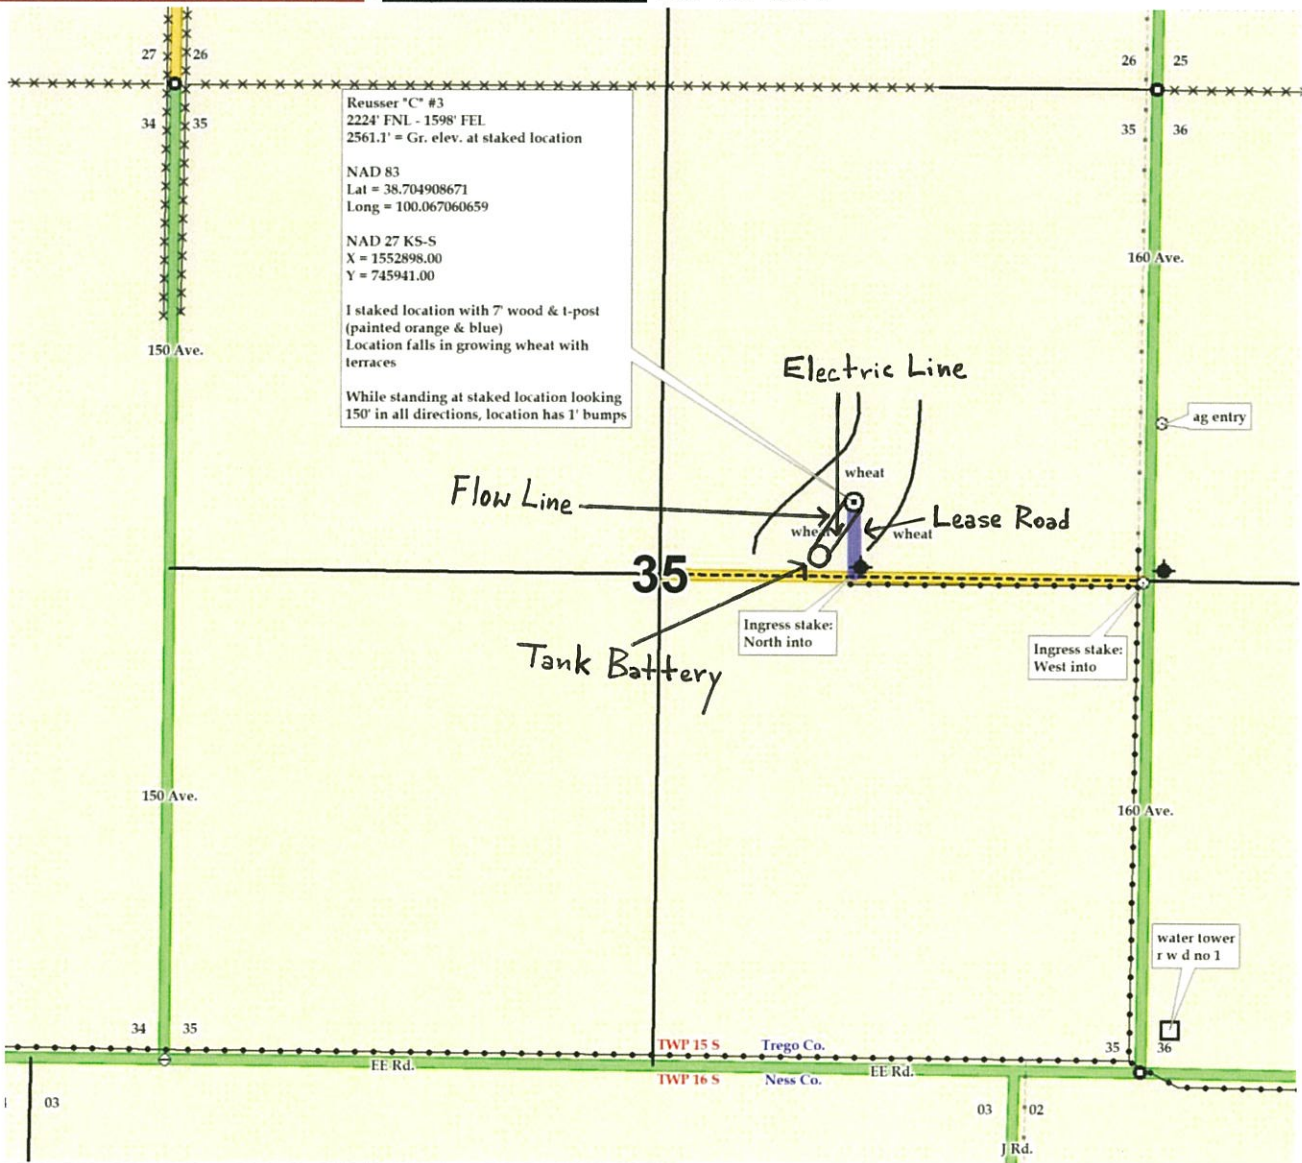 27 26
26 25
34 35
35 36
Reusser "C" #3
2224' FNL - 1598' FEL
2561.1' = Gr. elev. at staked location
NAD 83
Lat = 38.704908671
Long = 100.067060659
NAD 27 KS-S
X = 1552898.00
Y = 745941.00
I staked location with 7' wood & t-post
(painted orange & blue)
Location falls in growing wheat with
terraces
While standing at staked location looking
150' in all directions, location has 1' bumps
160 Ave.
150 Ave.
Electric Line
ag entry
wheat
Flow Line
Lease Road
wheat
wheat
35
Ingress stake:
North into
Ingress stake:
West into
Tank Battery
150 Ave.
160 Ave.
water tower
r w d no 1
34 35
35 36
TWP 15 S Trego Co.
EE Rd.
EE Rd.
TWP 16 S Ness Co.
03
03 02
J Rd.